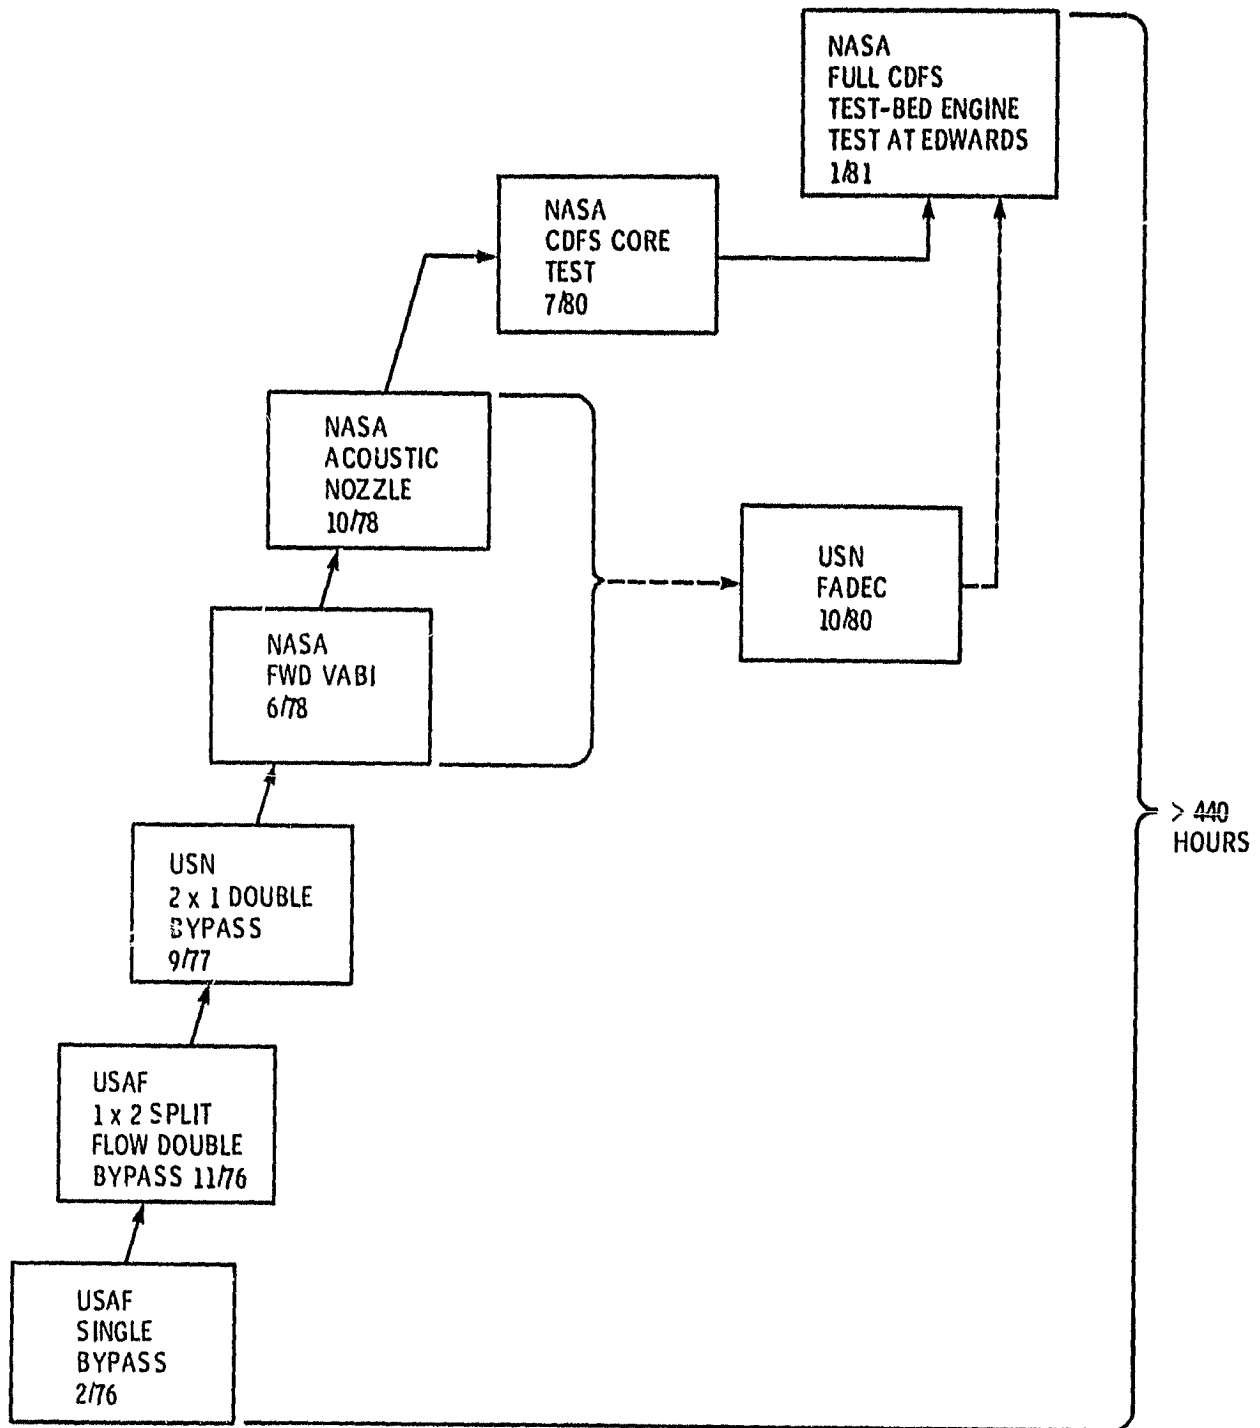 NASA
FULL CDFS
TEST-BED ENGINE
TEST AT EDWARDS
1/81
NASA
CDFS CORE
TEST
7/80
NASA
ACOUSTIC
NOZZLE
10/78
USN
FADEC
10/80
NASA
FWD VABI
6/78
> 440
HOURS
USN
2 x 1 DOUBLE
BYPASS
9/77
USAF
1 x 2 SPLIT
FLOW DOUBLE
BYPASS 11/76
USAF
SINGLE
BYPASS
2/76